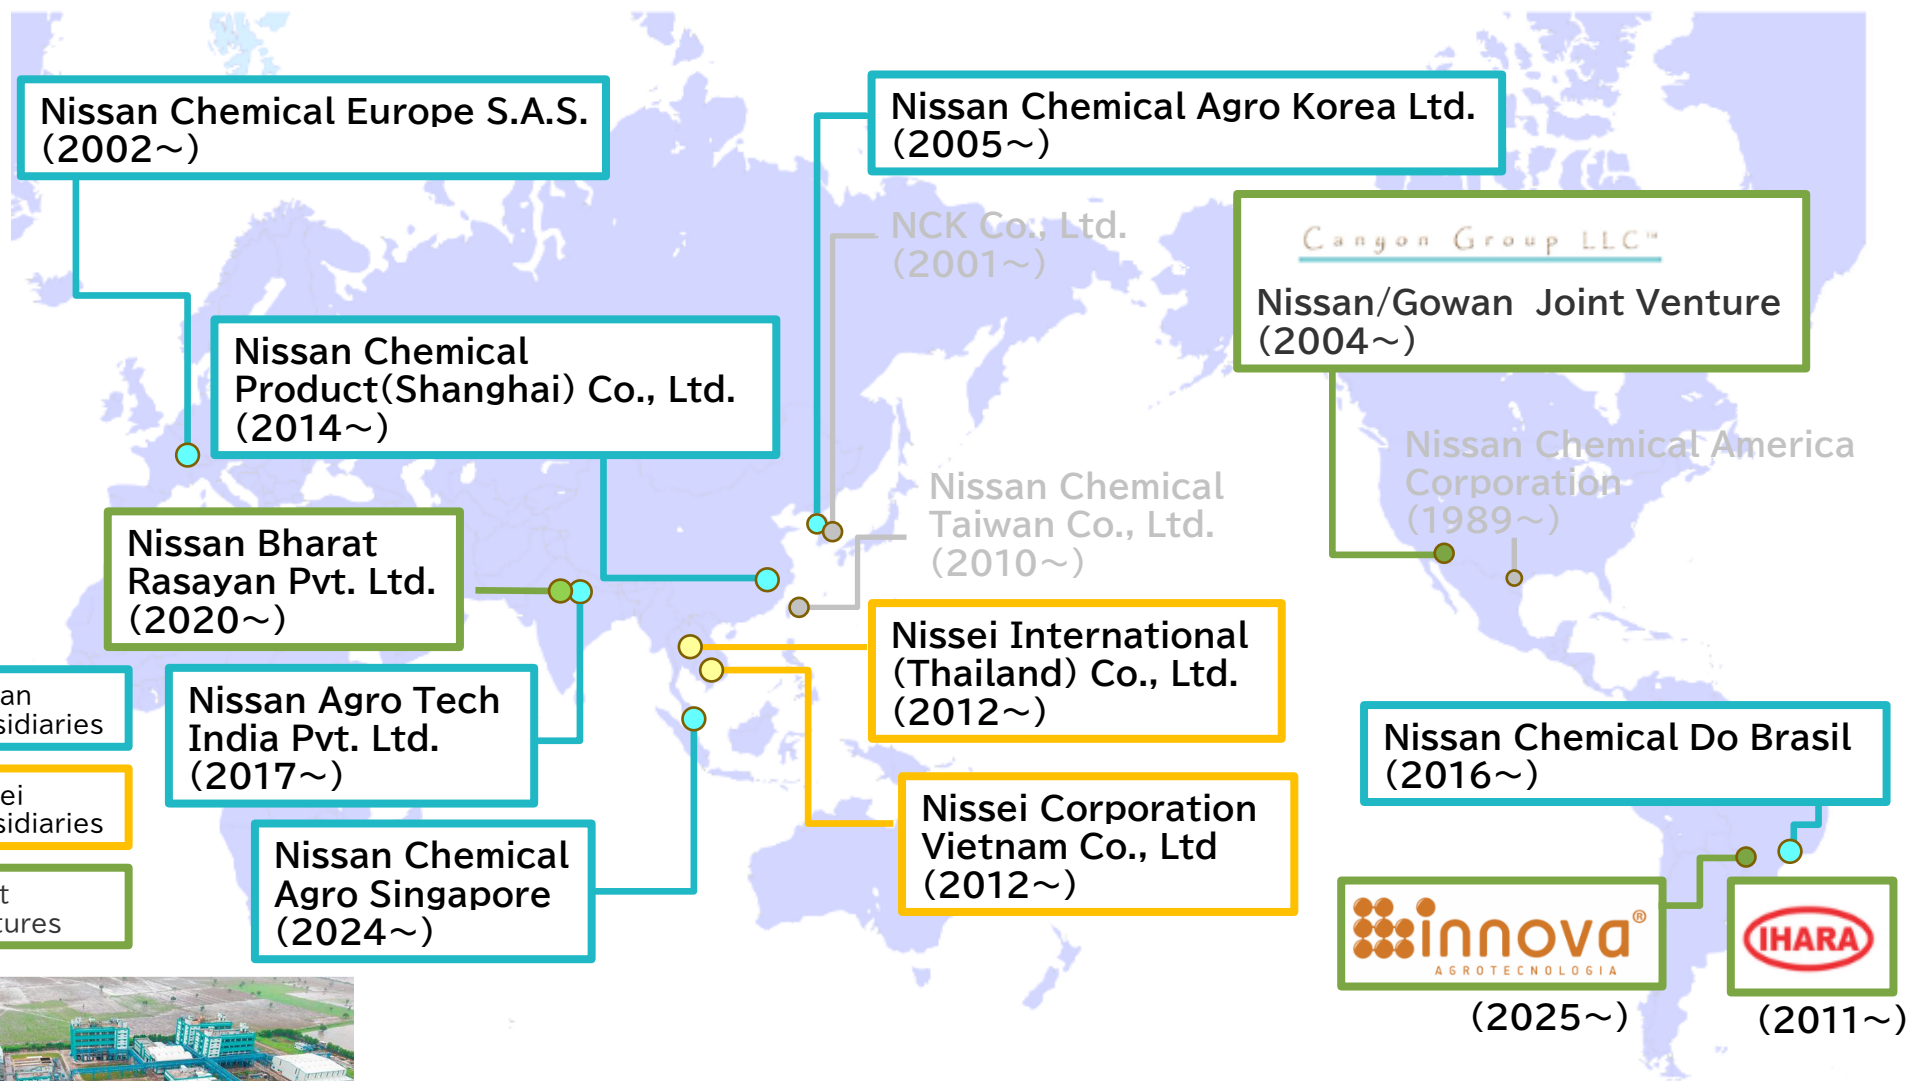 Nissan Chemical Europe S.A.S.
(2002～)
Nissan Chemical Agro Korea Ltd.
(2005～)
NCK Co., Ltd.
(2001～)
Canyon Group LLC™
Nissan/Gowan Joint Venture
(2004～)
Nissan Chemical
Product(Shanghai) Co., Ltd.
(2014～)
Nissan Chemical America
Corporation
(1989～)
Nissan Chemical
Taiwan Co., Ltd.
(2010～)
Nissan Bharat
Rasayan Pvt. Ltd.
(2020～)
Nissei International
(Thailand) Co., Ltd.
(2012～)
Nissan Agro Tech
India Pvt. Ltd.
(2017～)
Nissan Chemical Do Brasil
(2016～)
Nissei Corporation
Vietnam Co., Ltd
(2012～)
Nissan Chemical
Agro Singapore
(2024～)
an
sidiaries
ei
sidiaries
t
tures
innova®
AGROTECNOLOGIA
(2025～)
IHARA
(2011～)